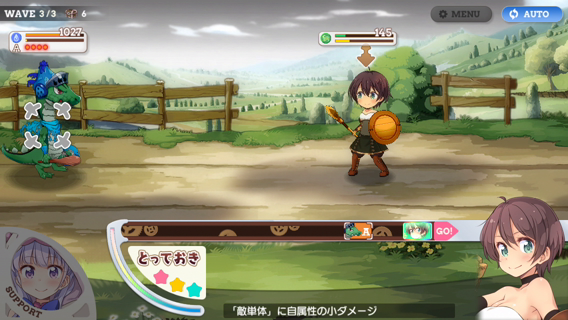 WAVE 3/3 6
MENU
AUTO
1027
A
145
A
GO!
とっておき
SUPPORT
「敵単体」に自属性の小ダメージ